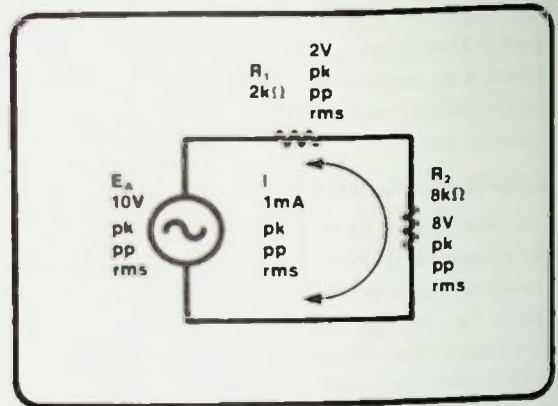 2V
R₁ pk
2kΩ pp
rms
E_A
10V
pk
pp
rms
I
1mA
pk
pp
rms
R₂
8kΩ
8V
pk
pp
rms